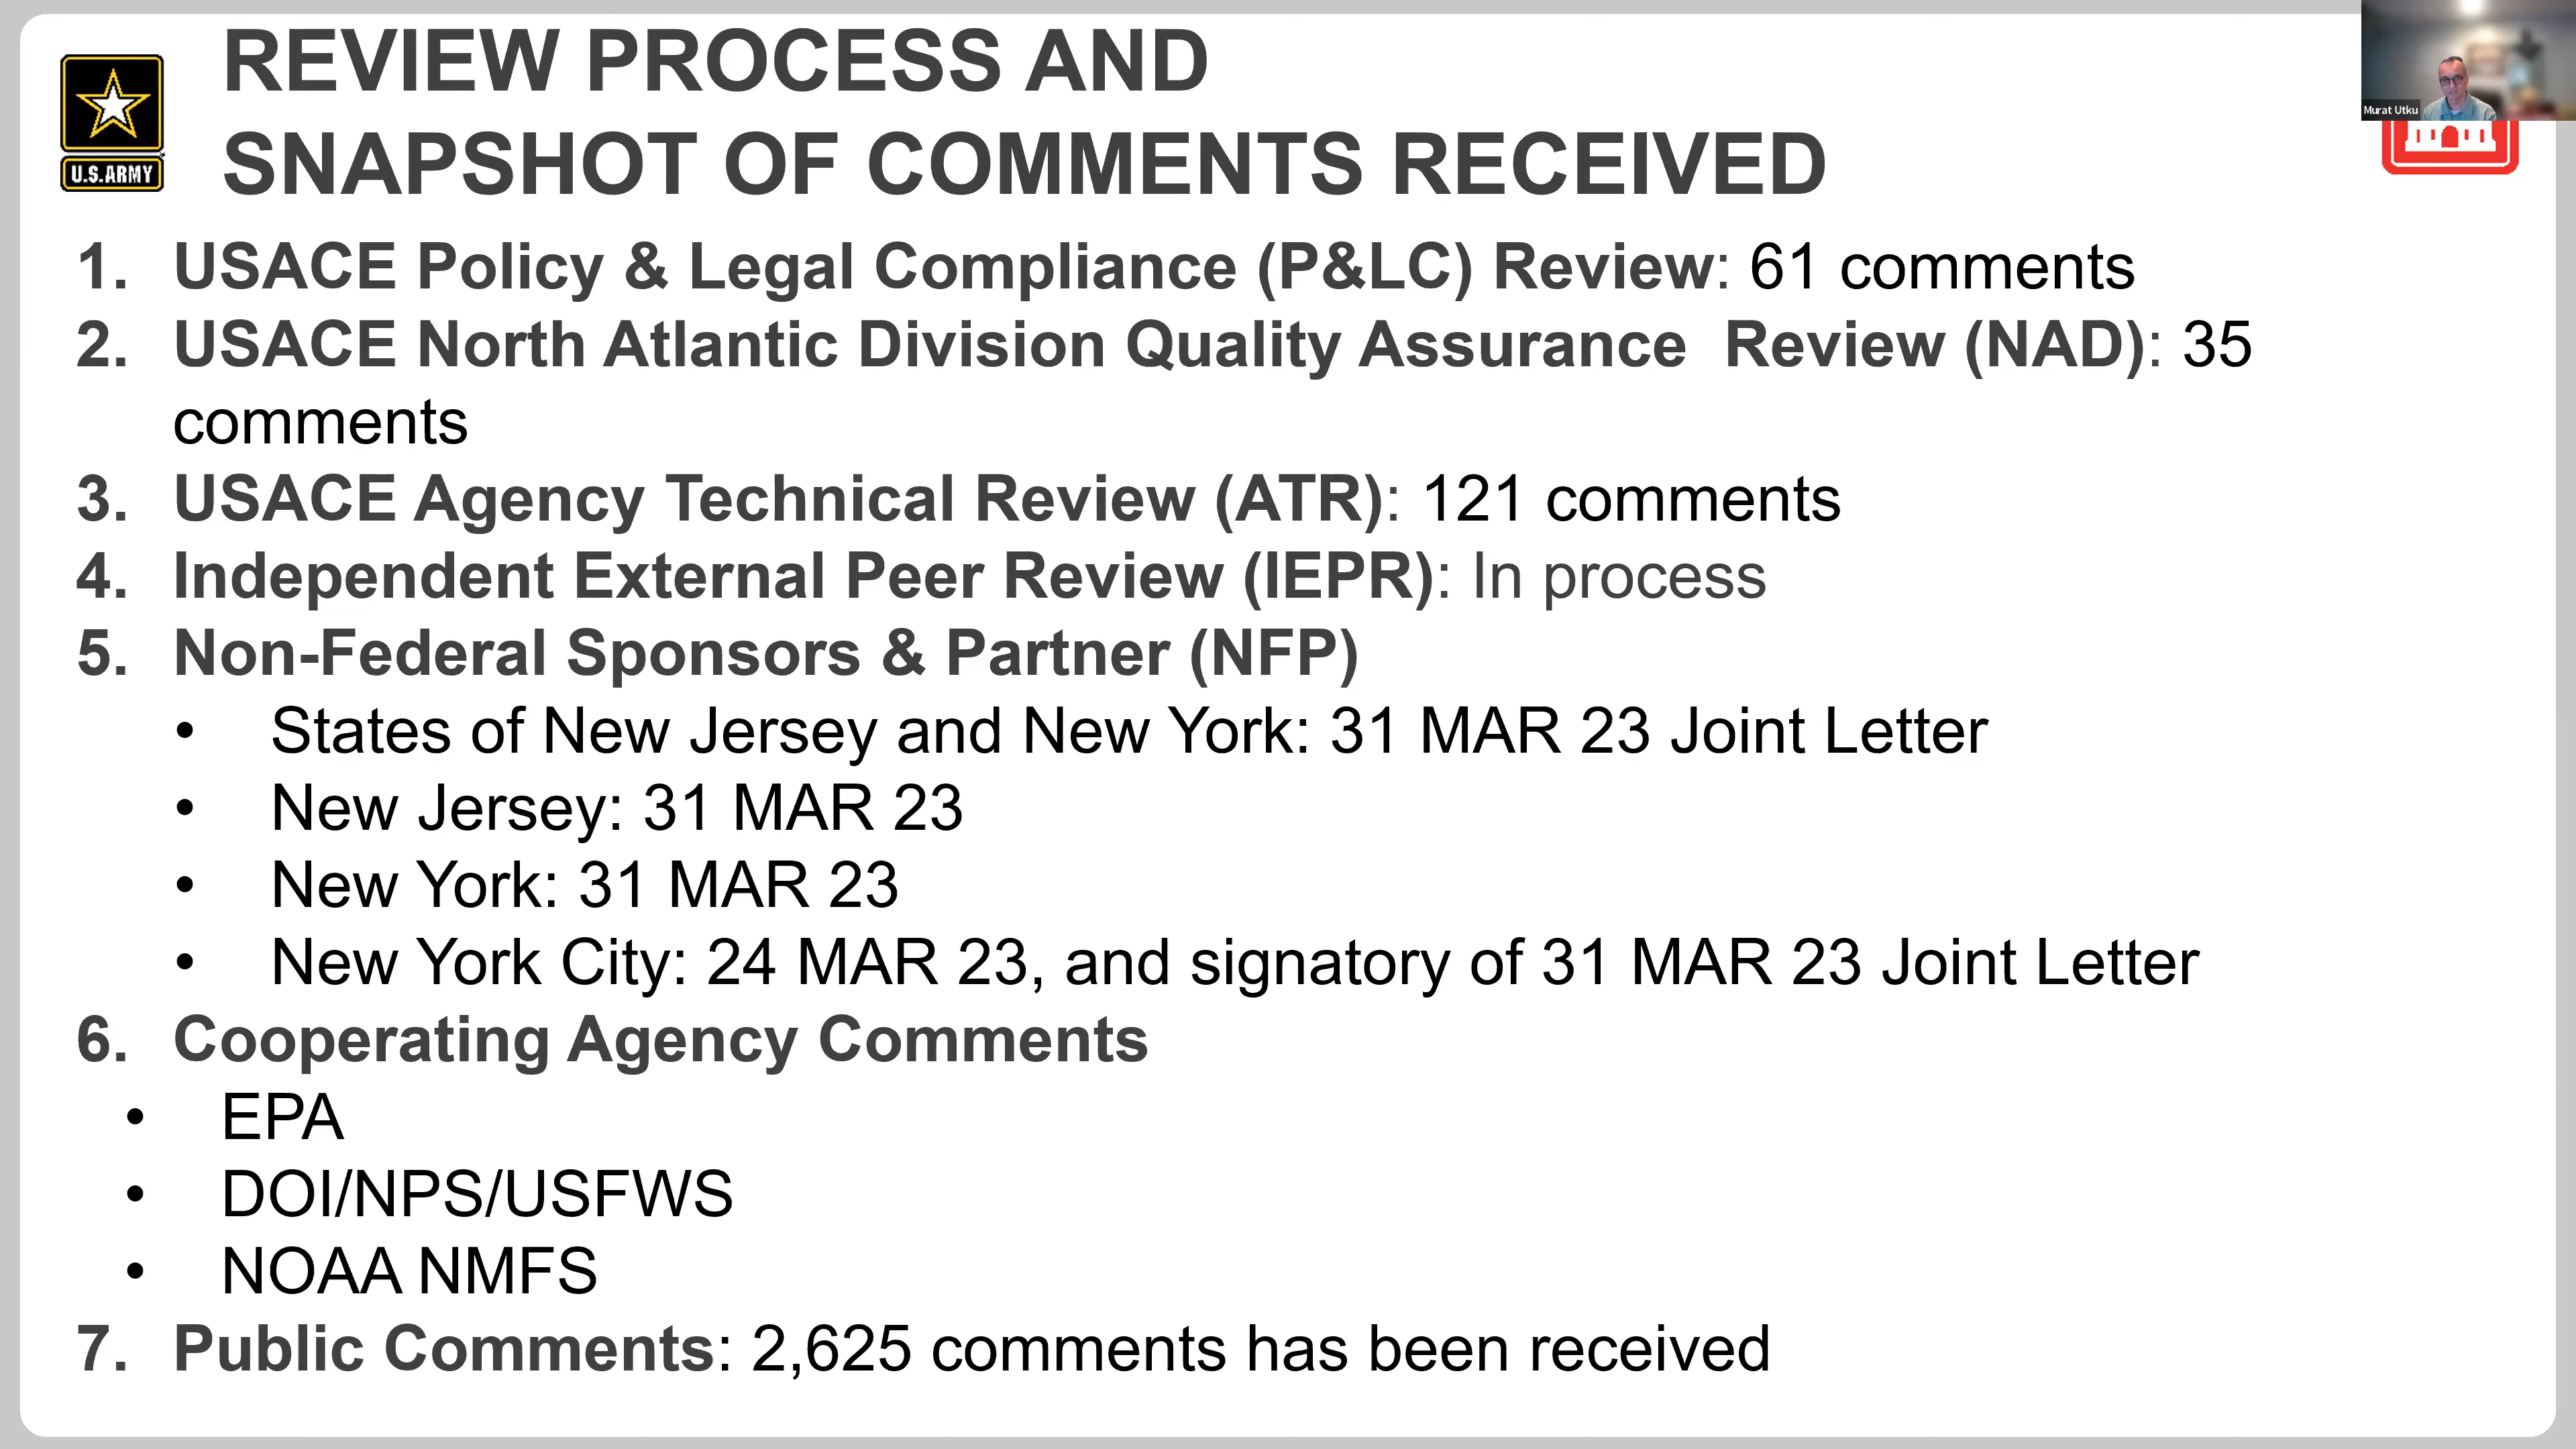 REVIEW PROCESS AND
SNAPSHOT OF COMMENTS RECEIVED
U.S.ARMY
Murat Utku
1. USACE Policy & Legal Compliance (P&LC) Review: 61 comments
2. USACE North Atlantic Division Quality Assurance  Review (NAD): 35
comments
3. USACE Agency Technical Review (ATR): 121 comments
4. Independent External Peer Review (IEPR): In process
5. Non-Federal Sponsors & Partner (NFP)
• States of New Jersey and New York: 31 MAR 23 Joint Letter
• New Jersey: 31 MAR 23
• New York: 31 MAR 23
• New York City: 24 MAR 23, and signatory of 31 MAR 23 Joint Letter
6. Cooperating Agency Comments
• EPA
• DOI/NPS/USFWS
• NOAA NMFS
7. Public Comments: 2,625 comments has been received